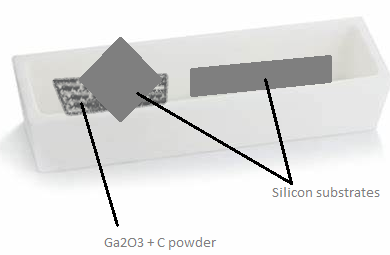 Silicon substrates
Ga2O3 + C powder